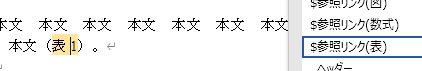 本文 本文 本文 本文 本文 本文 本文
本文（表 1）。↵
$参照リンク(図)
$参照リンク(数式)
$参照リンク(表)
ヘッダー